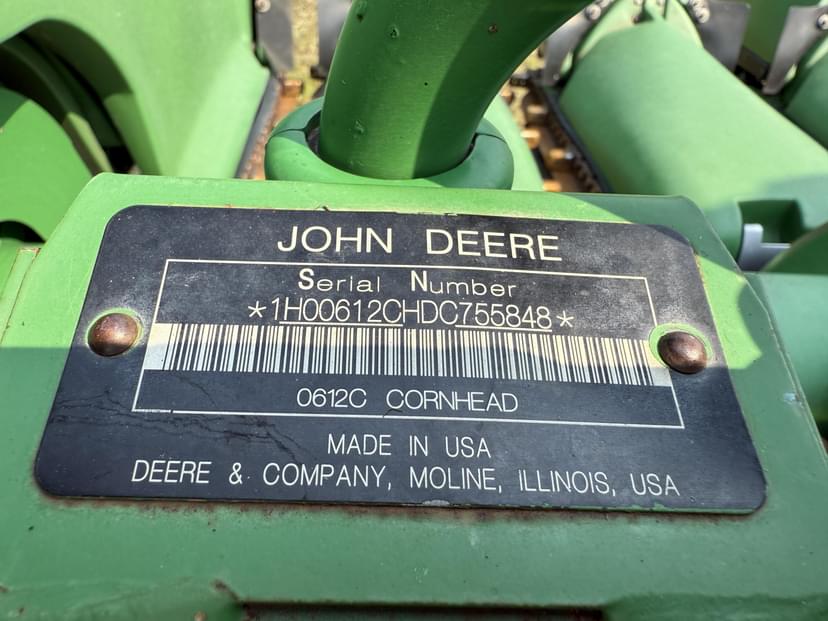 JOHN DEERE
Serial Number
*1H00612CHDC755848*
0612C CORNHEAD
MADE IN USA
DEERE & COMPANY, MOLINE, ILLINOIS, USA